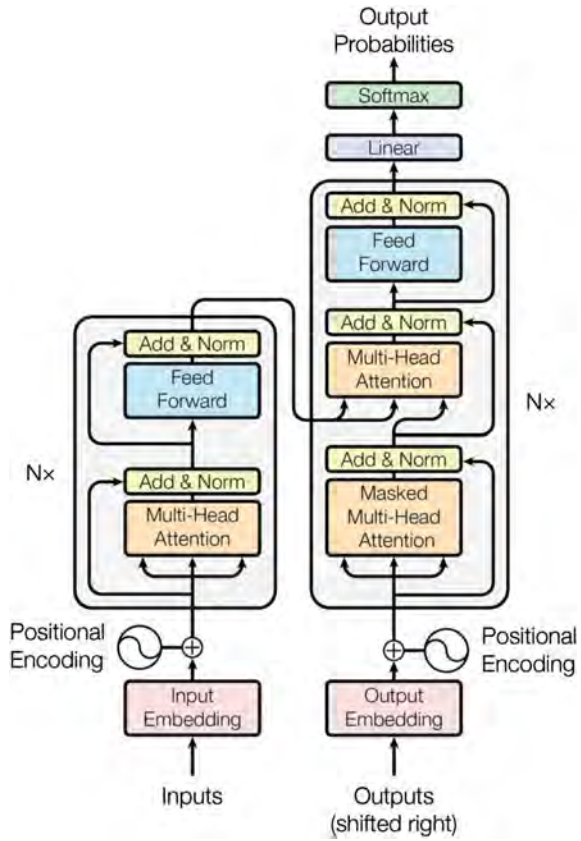 Output
Probabilities
Softmax
Linear
Add & Norm
Feed
Forward
Add & Norm
Multi-Head
Attention
Add & Norm
Masked
Multi-Head
Attention
Nx
Add & Norm
Feed
Forward
Add & Norm
Multi-Head
Attention
Nx
Positional
Encoding
Positional
Encoding
Input
Embedding
Output
Embedding
Inputs
Outputs
(shifted right)